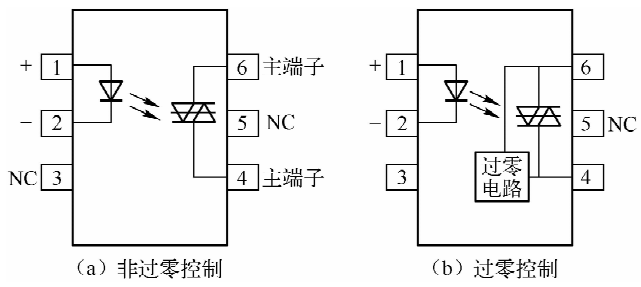 + 1
6 主端子
+ 1
6
− 2
5 NC
− 2
5 NC
NC 3
4 主端子
3
过零
电路
4
(a) 非过零控制
(b) 过零控制